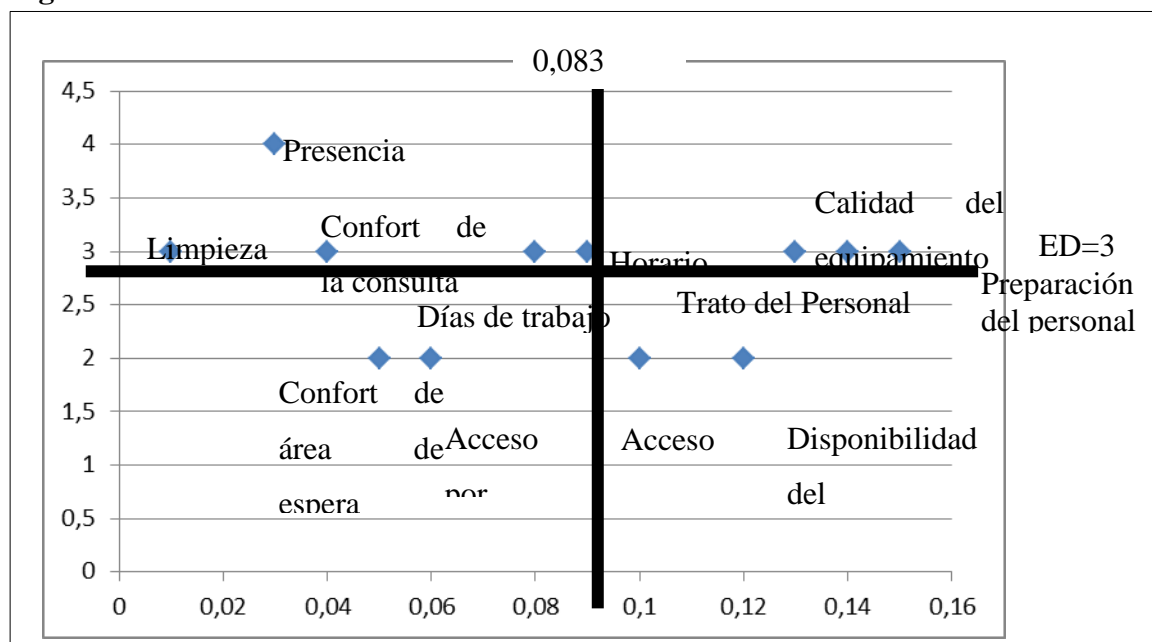 0,083
4,5
4
Presencia
3,5
Calidad del
Confort de
3
Limpieza
equipamiento
ED=3
Horario
la consulta
Preparación
2,5
Días de trabajo
Trato del Personal
del personal
2
Confort de
1,5
área de
Acceso
Acceso
Disponibilidad
1
espera
por
del
0,5
0
0 0,02 0,04 0,06 0,08 0,1 0,12 0,14 0,16